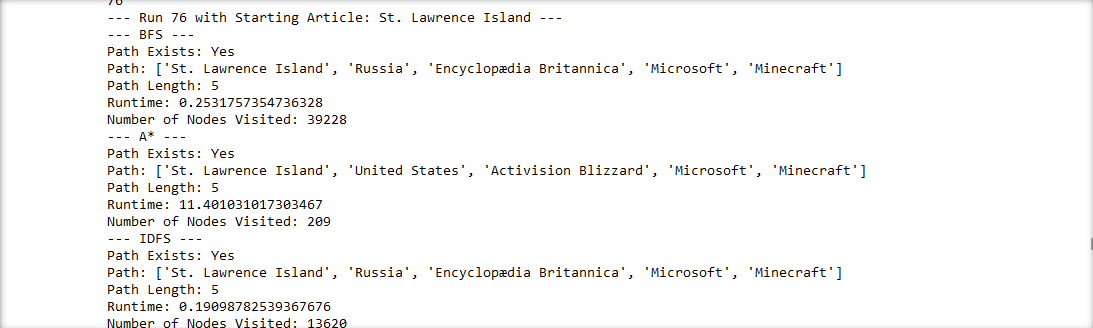 76
--- Run 76 with Starting Article: St. Lawrence Island ---
--- BFS ---
Path Exists: Yes
Path: ['St. Lawrence Island', 'Russia', 'Encyclopædia Britannica', 'Microsoft', 'Minecraft']
Path Length: 5
Runtime: 0.2531757354736328
Number of Nodes Visited: 39228
--- A* ---
Path Exists: Yes
Path: ['St. Lawrence Island', 'United States', 'Activision Blizzard', 'Microsoft', 'Minecraft']
Path Length: 5
Runtime: 11.401031017303467
Number of Nodes Visited: 209
--- IDFS ---
Path Exists: Yes
Path: ['St. Lawrence Island', 'Russia', 'Encyclopædia Britannica', 'Microsoft', 'Minecraft']
Path Length: 5
Runtime: 0.19098782539367676
Number of Nodes Visited: 13620